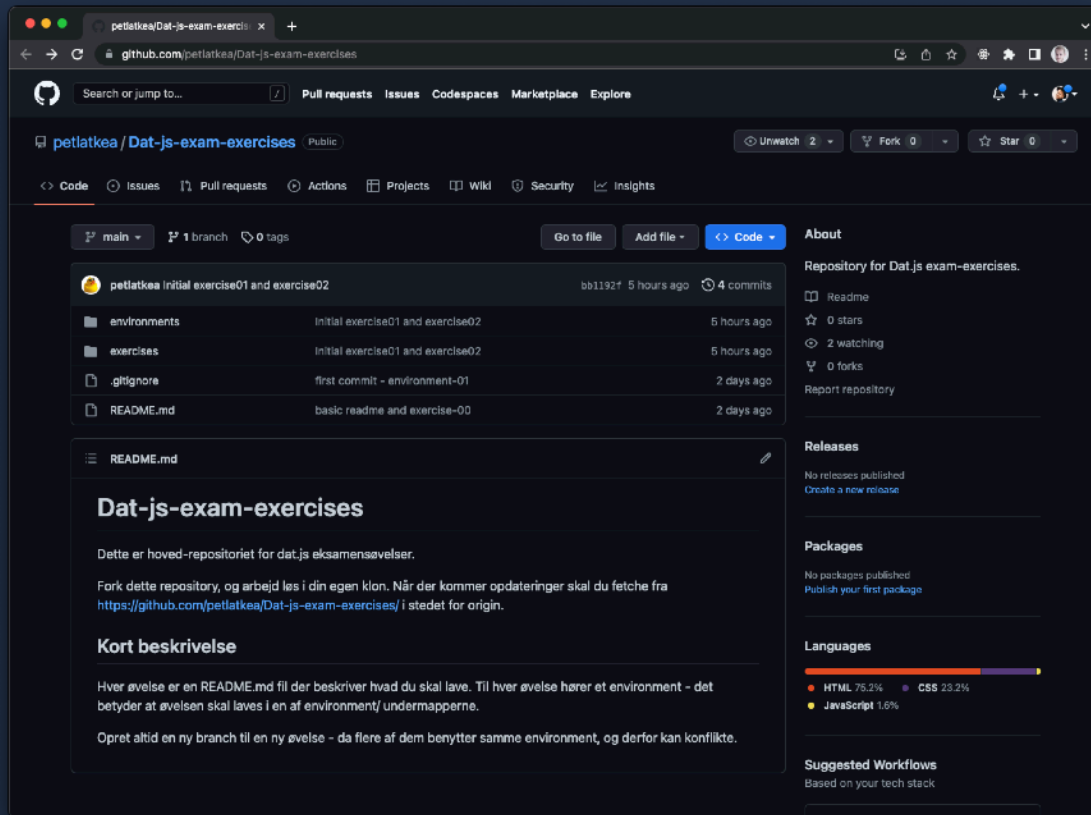 petlatkea/Dat-js-exam-exercis
github.com/petlatkea/Dat-js-exam-exercises
Search or jump to... / Pull requests Issues Codespaces Marketplace Explore
petlatkea / Dat-js-exam-exercises Public
Unwatch 2 Fork 0 Star 0
Code Issues Pull requests Actions Projects Wiki Security Insights
main 1 branch 0 tags Go to file Add file Code
petlatkea Initial exercise01 and exercise02 bb1192f 5 hours ago 4 commits
environments Initial exercise01 and exercise02 5 hours ago
exercises Initial exercise01 and exercise02 5 hours ago
.gitignore first commit - environment-01 2 days ago
README.md basic readme and exercise-00 2 days ago
README.md
Dat-js-exam-exercises
Dette er hoved-repositoriet for dat.js eksamensøvelser.
Fork dette repository, og arbejd løs i din egen klon. Når der kommer opdateringer skal du fetche fra
https://github.com/petlatkea/Dat-js-exam-exercises/ i stedet for origin.
Kort beskrivelse
Hver øvelse er en README.md fil der beskriver hvad du skal lave. Til hver øvelse hører et environment - det
betyder at øvelsen skal laves i en af environment/ undermapperne.
Opret altid en ny branch til en ny øvelse - da flere af dem benytter samme environment, og derfor kan konflikte.
About
Repository for Dat.js exam-exercises.
Readme
0 stars
2 watching
0 forks
Report repository
Releases
No releases published
Create a new release
Packages
No packages published
Publish your first package
Languages
HTML 75.2% CSS 23.2%
JavaScript 1.6%
Suggested Workflows
Based on your tech stack